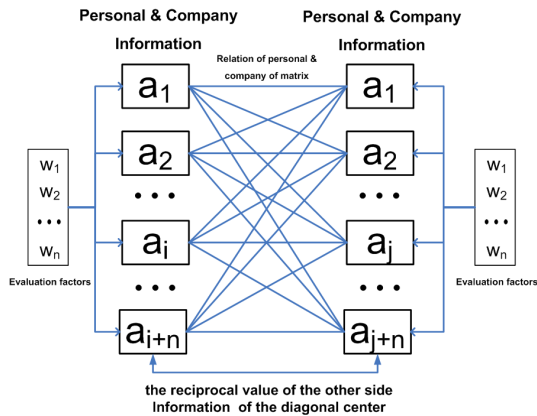 Personal & Company
Information
Personal & Company
Information
Relation of personal &
company of matrix
a1
a2
• • •
ai
• • •
ai+n
a1
a2
• • •
aj
• • •
aj+n
w1
w2
• • •
wn
Evaluation factors
w1
w2
• • •
wn
Evaluation factors
the reciprocal value of the other side
Information of the diagonal center